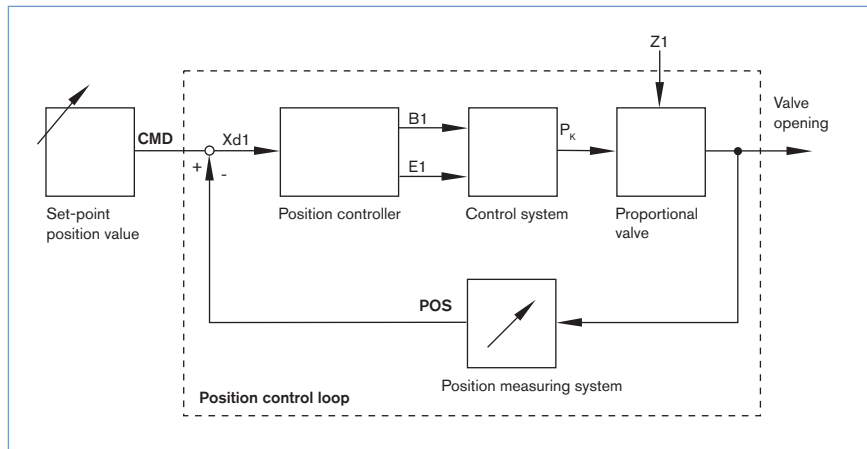 Z1
Valve
opening
CMD
Xd1
B1
E1
PK
+
-
Set-point
position value
Position controller
Control system
Proportional
valve
POS
Position measuring system
Position control loop